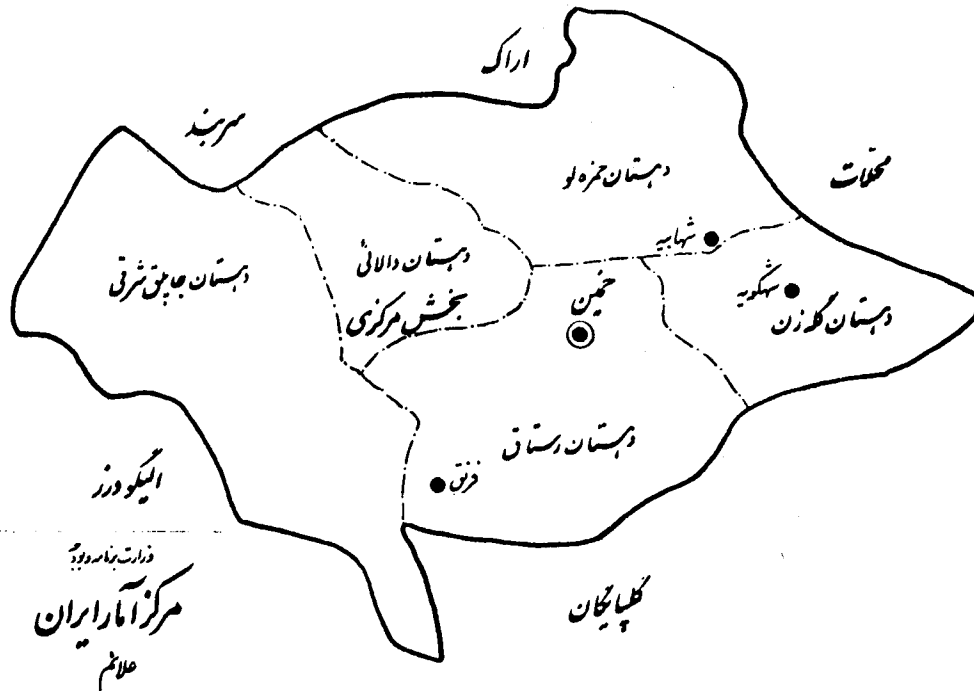 اراک
سربند
محلات
دهستان حمزه لو
شهابیه
دهستان دالائی
دهستان جاپلق شرقی
خمین
شهکویه
بخش مرکزی
دهستان گله زن
دهستان رستاق
فرنق
الیگودرز
وزارت برنامه و بودجه
گلپایگان
مرکز آمار ایران
علائم